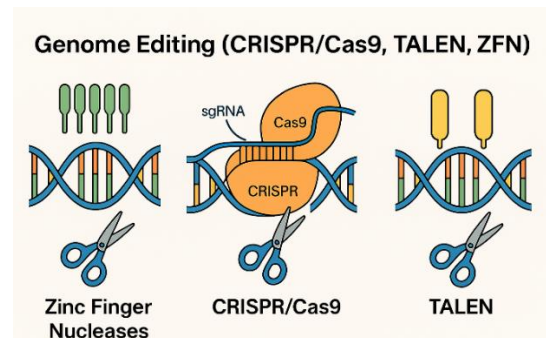 Genome Editing (CRISPR/Cas9, TALEN, ZFN)
sgRNA
Cas9
CRISPR
Zinc Finger
Nucleases
CRISPR/Cas9
TALEN